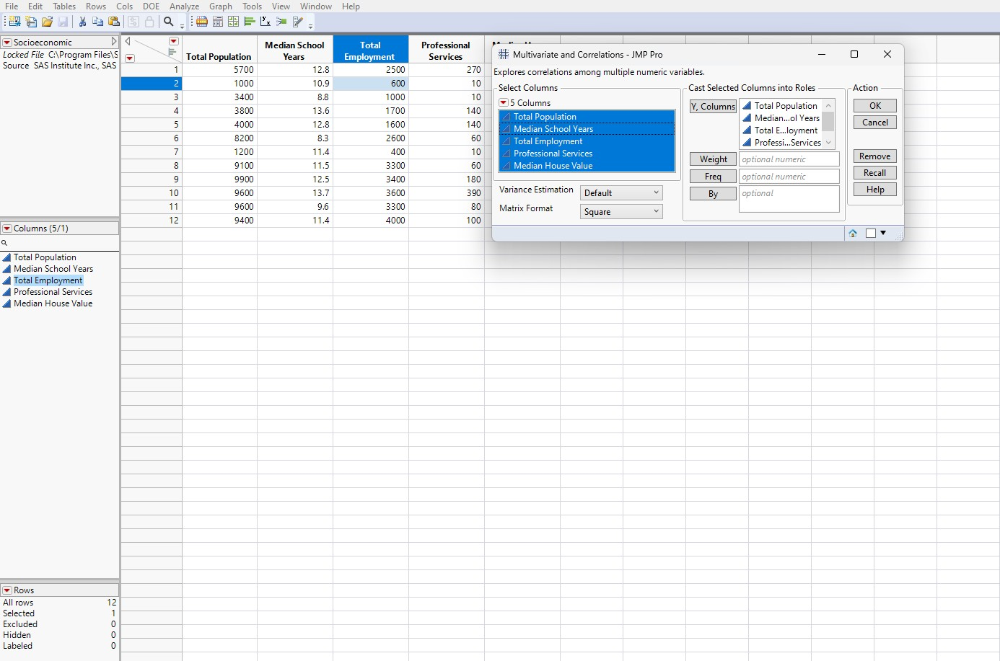 File Edit Tables Rows Cols DOE Analyze Graph Tools View Window Help
Socioeconomic
Locked File C:\Program Files\S
Source SAS Institute Inc., SAS
Columns (5/1)
Total Population
Median School Years
Total Employment
Professional Services
Median House Value
Rows
All rows 12
Selected 1
Excluded 0
Hidden 0
Labeled 0
Total Population Median School Years Total Employment Professional Services
1 5700 12.8 2500 270
2 1000 10.9 600 10
3 3400 8.8 1000 10
4 3800 13.6 1700 140
5 4000 12.8 1600 140
6 8200 8.3 2600 60
7 1200 11.4 400 10
8 9100 11.5 3300 60
9 9900 12.5 3400 180
10 9600 13.7 3600 390
11 9600 9.6 3300 80
12 9400 11.4 4000 100
Multivariate and Correlations - JMP Pro
Explores correlations among multiple numeric variables.
Select Columns
5 Columns
Total Population
Median School Years
Total Employment
Professional Services
Median House Value
Variance Estimation Default
Matrix Format Square
Cast Selected Columns into Roles
Y, Columns
Total Population
Median...ol Years
Total E...loyment
Professi...Services
Weight optional numeric
Freq optional numeric
By optional
Action
OK
Cancel
Remove
Recall
Help